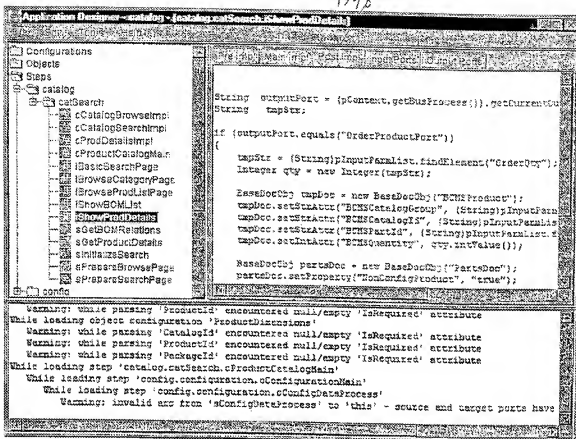 Application Designer - catalog - [catalog.catSearch.iShowProdDetails]
Configurations
Objects
Steps
catalog
catSearch
cCatalogBrowseImpl
cCatalogSearchImpl
cProdDetailsImpl
cProductCatalogMain
iBasicSearchPage
iBrowseCategoryPage
iBrowseProdListPage
iShowBOMList
iShowProdDetails
sGetBOMRelations
sGetProductDetails
sInitializeSearch
sPrepareBrowsePage
sPrepareSearchPage
config
String outputPort = (pContext.getBusProcess()).getCurrentOu
String tmpStr;
if (outputPort.equals("OrderProductPort"))
{
tmpStr = (String)pInputParmList.findElement("OrderQty");
Integer qty = new Integer(tmpStr);
BaseDocObj tmpDoc = new BaseDocObj("BCMSProduct");
tmpDoc.setStrAttr("BCMSCatalogGroup", (String)pInputParm
tmpDoc.setStrAttr("BCMSCatalogId", (String)pInputParmLis
tmpDoc.setStrAttr("BCMSPartId", (String)pInputParmList.f
tmpDoc.setIntAttr("BCMSQuantity", qty.intValue());
BaseDocObj partsDoc = new BaseDocObj("PartsDoc");
partsDoc.setProperty("NonConfigProduct", "true");
Warning: while parsing 'ProductId' encountered null/empty 'IsRequired' attribute
While loading object configuration 'ProductDimensions'
Warning: while parsing 'CatalogId' encountered null/empty 'IsRequired' attribute
Warning: while parsing 'ProductId' encountered null/empty 'IsRequired' attribute
Warning: while parsing 'PackageId' encountered null/empty 'IsRequired' attribute
While loading step 'catalog.catSearch.cProductCatalogMain'
While loading step 'config.configuration.cConfigurationMain'
While loading step 'config.configuration.cConfigDataProcess'
Warning: invalid arc from 'sConfigDataProcess' to 'this' - source and target ports have